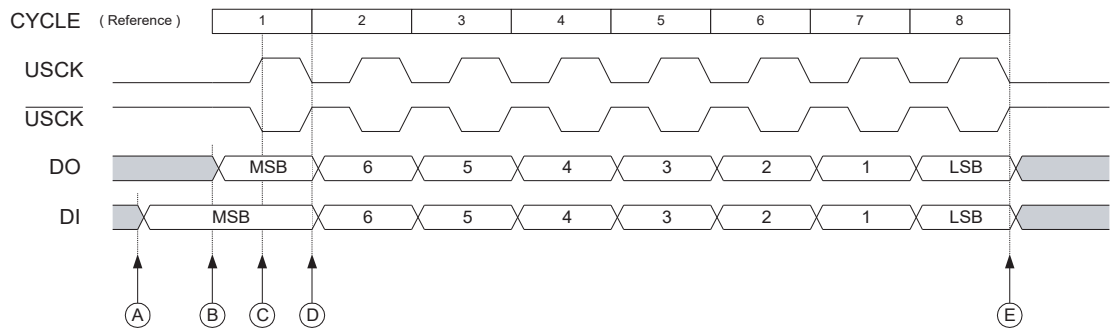 CYCLE ( Reference ) 1 2 3 4 5 6 7 8
USCK
USCK
DO MSB 6 5 4 3 2 1 LSB
DI MSB 6 5 4 3 2 1 LSB
A B C D E